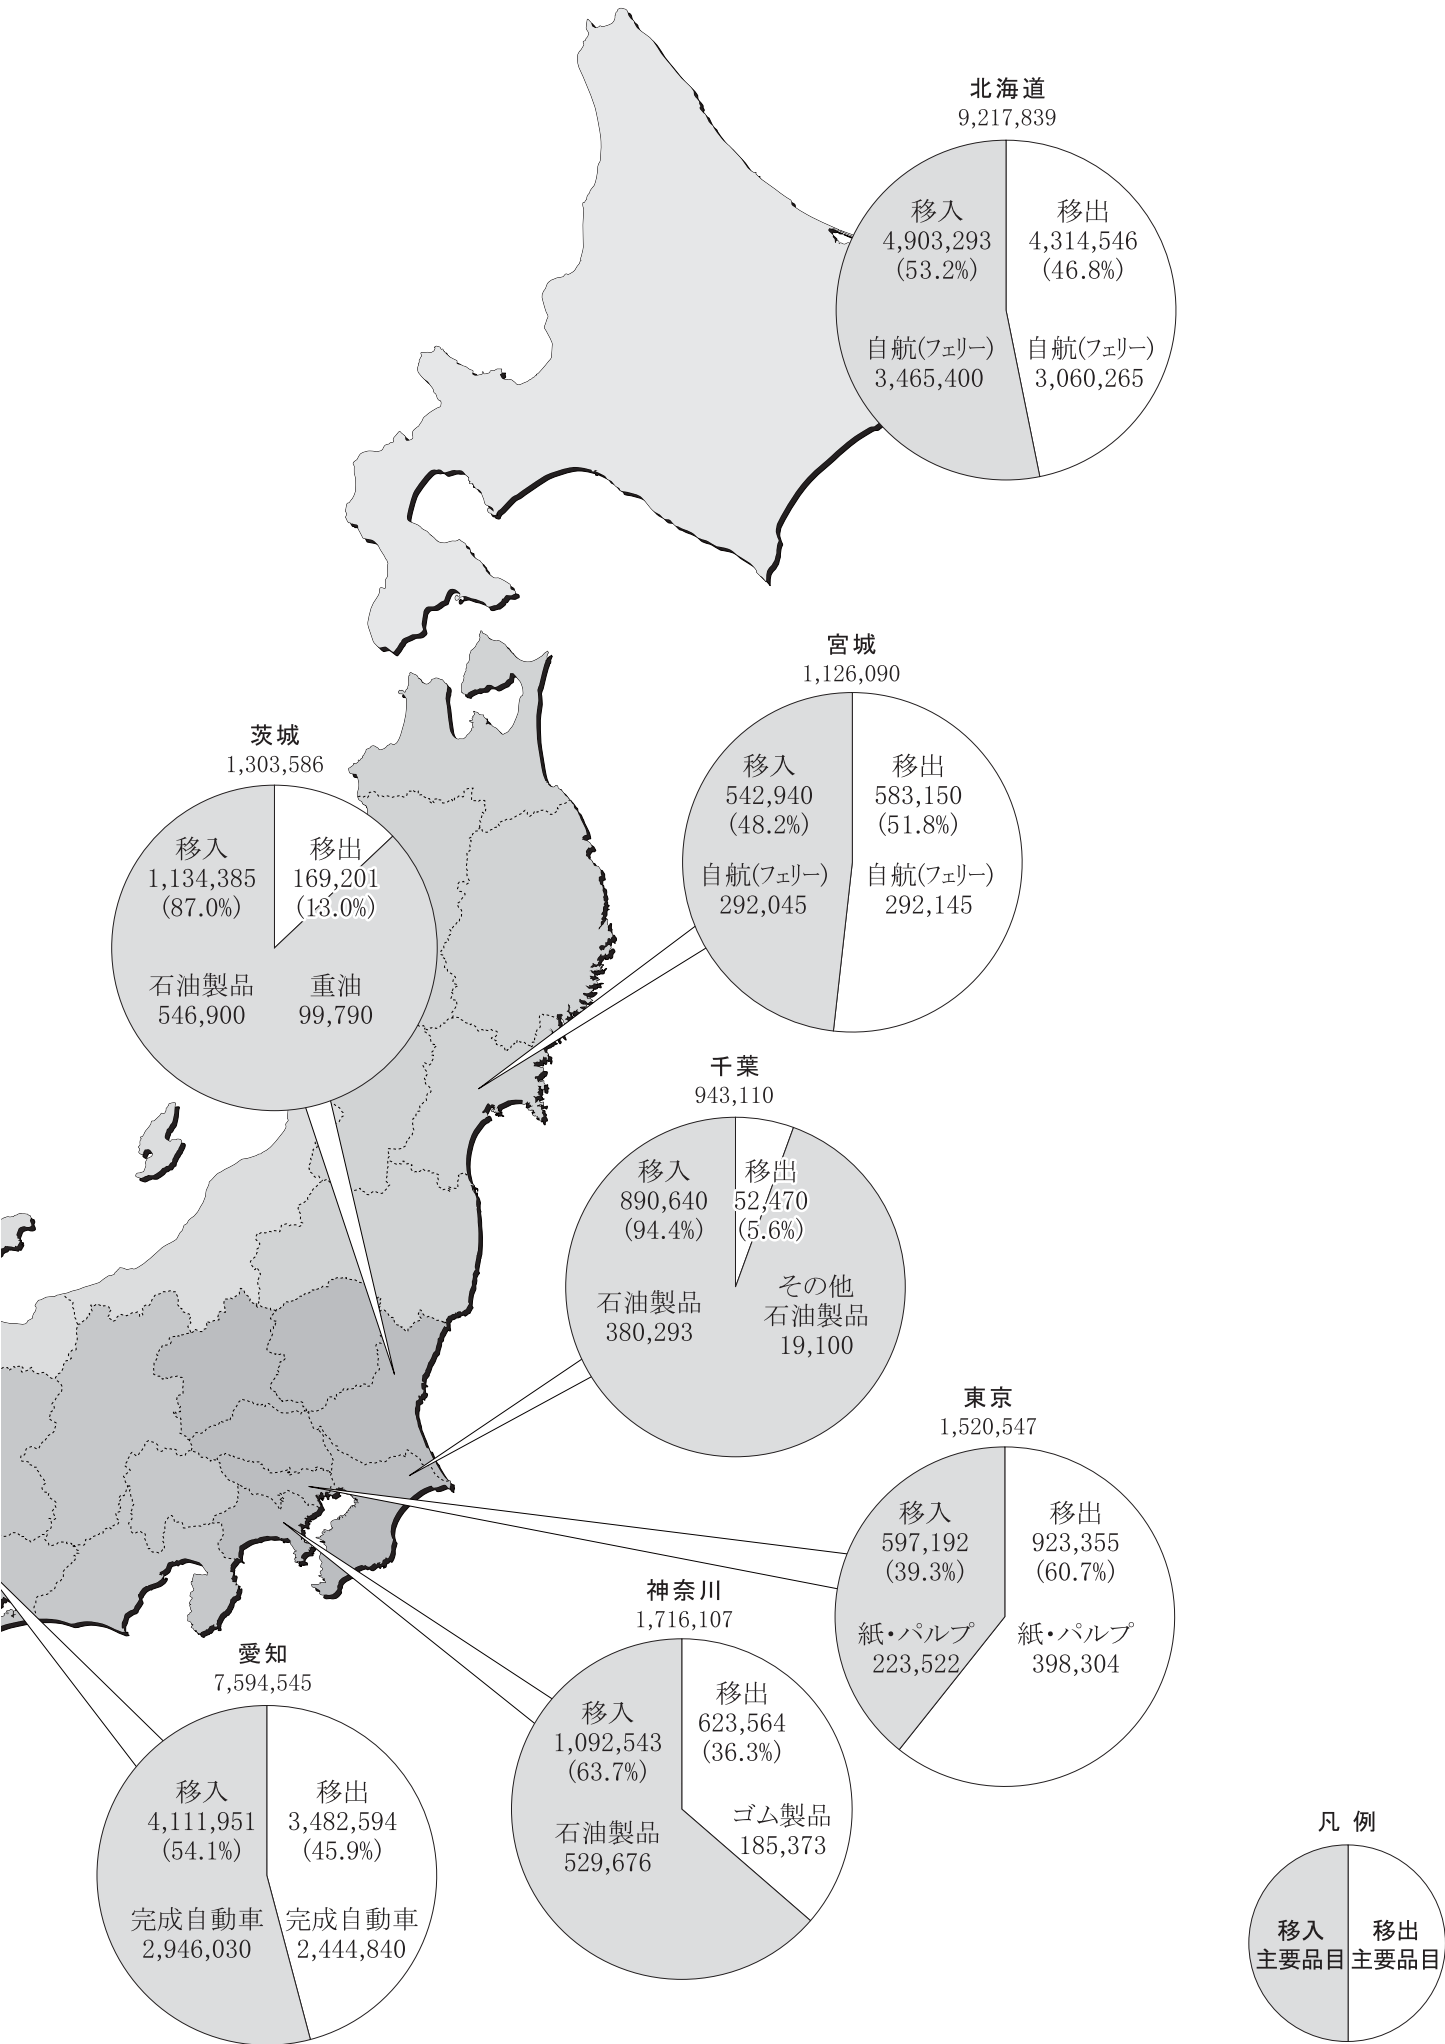 北海道
9,217,839
移入
4,903,293
(53.2%)
自航(フェリー)
3,465,400
移出
4,314,546
(46.8%)
自航(フェリー)
3,060,265
宮城
1,126,090
移入
542,940
(48.2%)
自航(フェリー)
292,045
移出
583,150
(51.8%)
自航(フェリー)
292,145
茨城
1,303,586
移入
1,134,385
(87.0%)
石油製品
546,900
移出
169,201
(13.0%)
重油
99,790
千葉
943,110
移入
890,640
(94.4%)
石油製品
380,293
移出
52,470
(5.6%)
その他
石油製品
19,100
東京
1,520,547
移入
597,192
(39.3%)
紙・パルプ
223,522
移出
923,355
(60.7%)
紙・パルプ
398,304
神奈川
1,716,107
移入
1,092,543
(63.7%)
石油製品
529,676
移出
623,564
(36.3%)
ゴム製品
185,373
愛知
7,594,545
移入
4,111,951
(54.1%)
完成自動車
2,946,030
移出
3,482,594
(45.9%)
完成自動車
2,444,840
凡 例
移入
主要品目
移出
主要品目